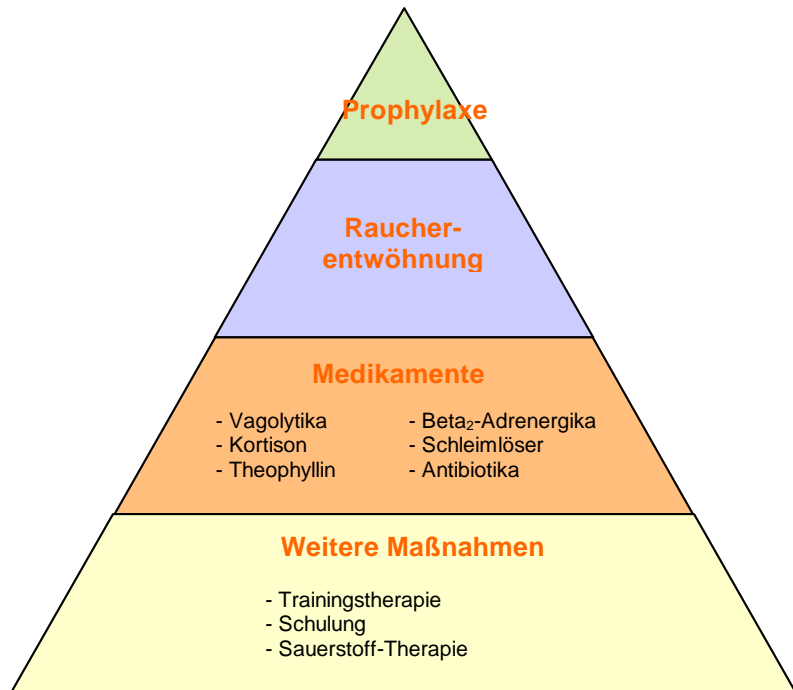 Prophylaxe
Raucher-
entwöhnung
Medikamente
- Vagolytika
- Kortison
- Theophyllin
- Beta₂-Adrenergika
- Schleimlöser
- Antibiotika
Weitere Maßnahmen
- Trainingstherapie
- Schulung
- Sauerstoff-Therapie